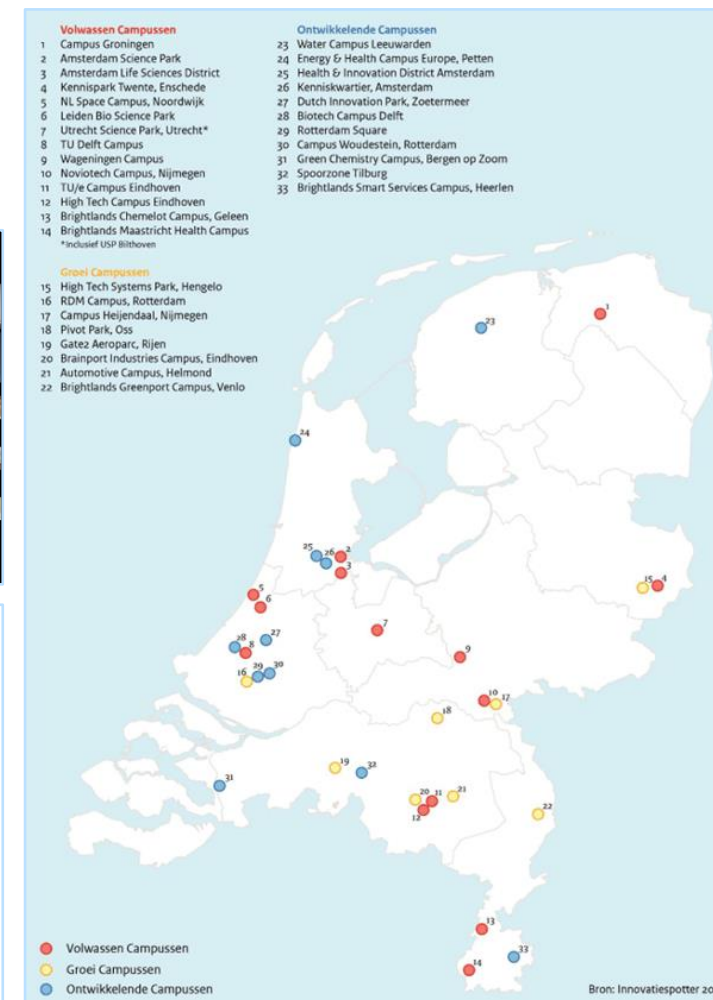 Volwassen Campussen
1 Campus Groningen
2 Amsterdam Science Park
3 Amsterdam Life Sciences District
4 Kennispark Twente, Enschede
5 NL Space Campus, Noordwijk
6 Leiden Bio Science Park
7 Utrecht Science Park, Utrecht*
8 TU Delft Campus
9 Wageningen Campus
10 Noviotech Campus, Nijmegen
11 TU/e Campus Eindhoven
12 High Tech Campus Eindhoven
13 Brightlands Chemelot Campus, Geleen
14 Brightlands Maastricht Health Campus
*Inclusief USP Bilthoven
Groei Campussen
15 High Tech Systems Park, Hengelo
16 RDM Campus, Rotterdam
17 Campus Heijendaal, Nijmegen
18 Pivot Park, Oss
19 Gate2 Aeroparc, Rijen
20 Brainport Industries Campus, Eindhoven
21 Automotive Campus, Helmond
22 Brightlands Greenport Campus, Venlo
Ontwikkelende Campussen
23 Water Campus Leeuwarden
24 Energy & Health Campus Europe, Petten
25 Health & Innovation District Amsterdam
26 Kenniskwartier, Amsterdam
27 Dutch Innovation Park, Zoetermeer
28 Biotech Campus Delft
29 Rotterdam Square
30 Campus Woudestein, Rotterdam
31 Green Chemistry Campus, Bergen op Zoom
32 Spoorzone Tilburg
33 Brightlands Smart Services Campus, Heerlen
1
23
24
25
26
2
3
15
4
5
6
7
28
8
27
9
16
29
30
10
17
18
19
32
31
20
11
21
12
22
13
14
33
Volwassen Campussen
Groei Campussen
Ontwikkelende Campussen
Bron: Innovatiespotter